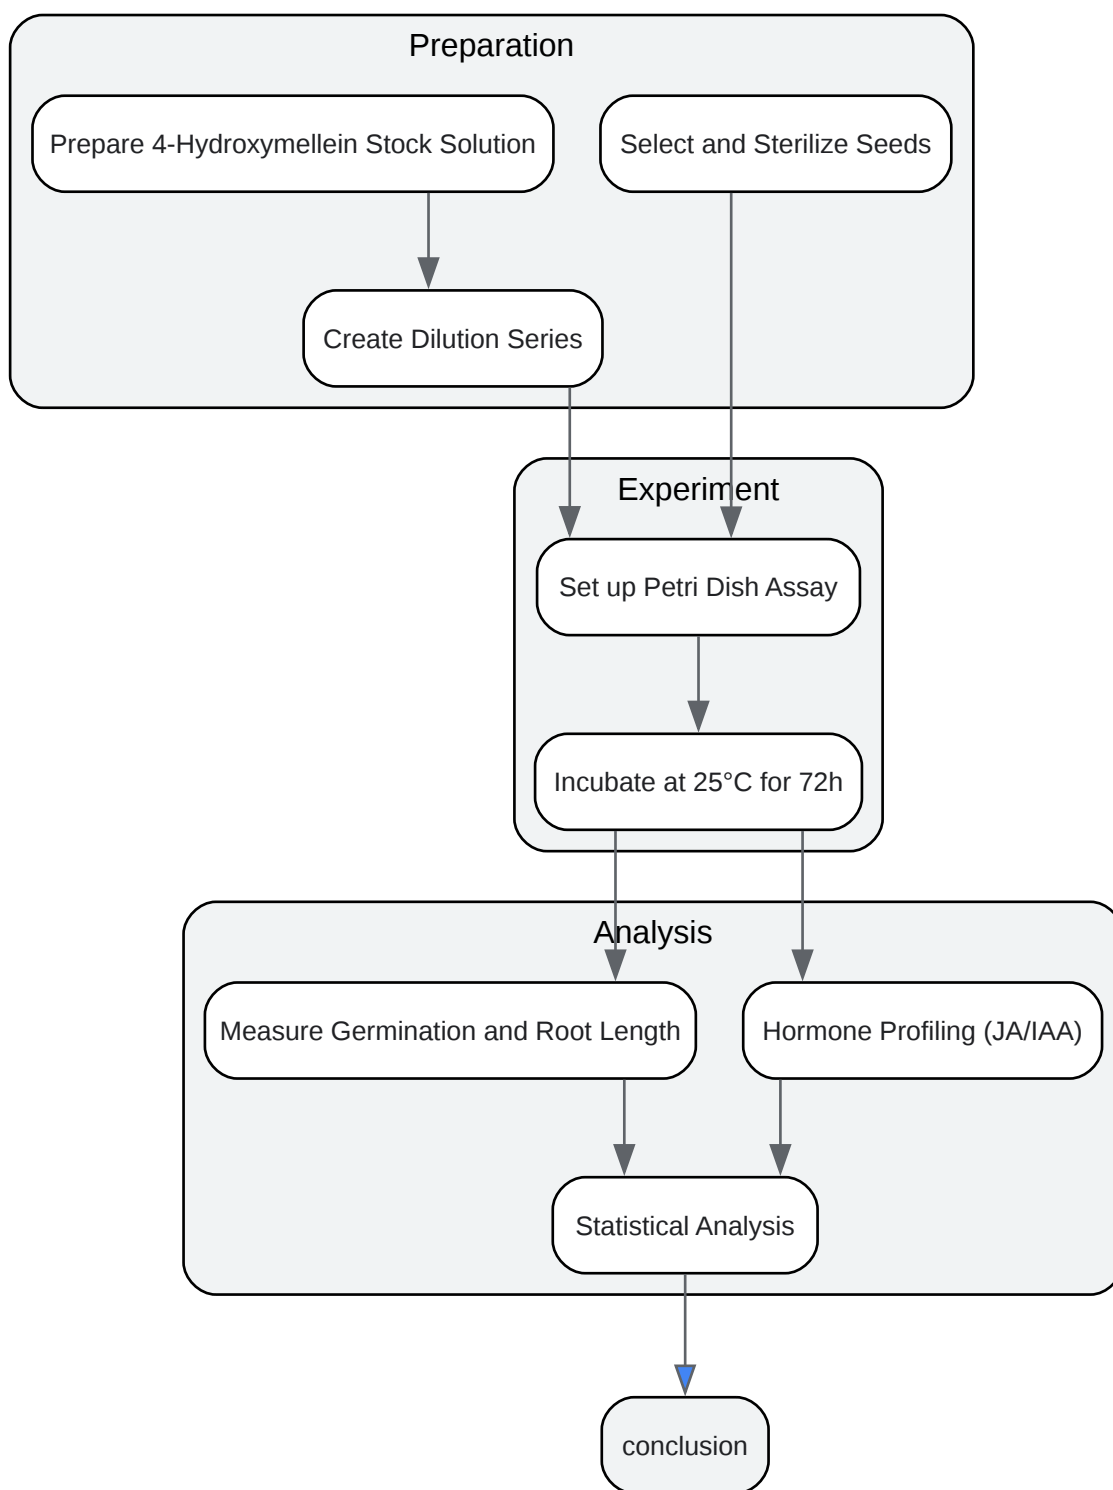 Preparation
Prepare 4-Hydroxymellein Stock Solution
Select and Sterilize Seeds
Create Dilution Series
Experiment
Set up Petri Dish Assay
Incubate at 25°C for 72h
Analysis
Measure Germination and Root Length
Hormone Profiling (JA/IAA)
Statistical Analysis
conclusion